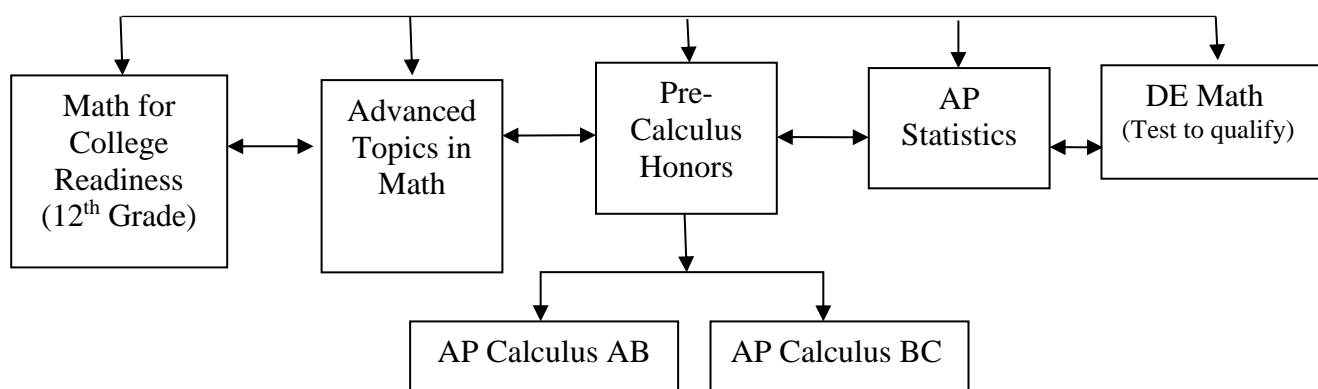 Math for
College
Readiness
(12th Grade)
Advanced
Topics in
Math
Pre-
Calculus
Honors
AP
Statistics
DE Math
(Test to qualify)
AP Calculus AB
AP Calculus BC